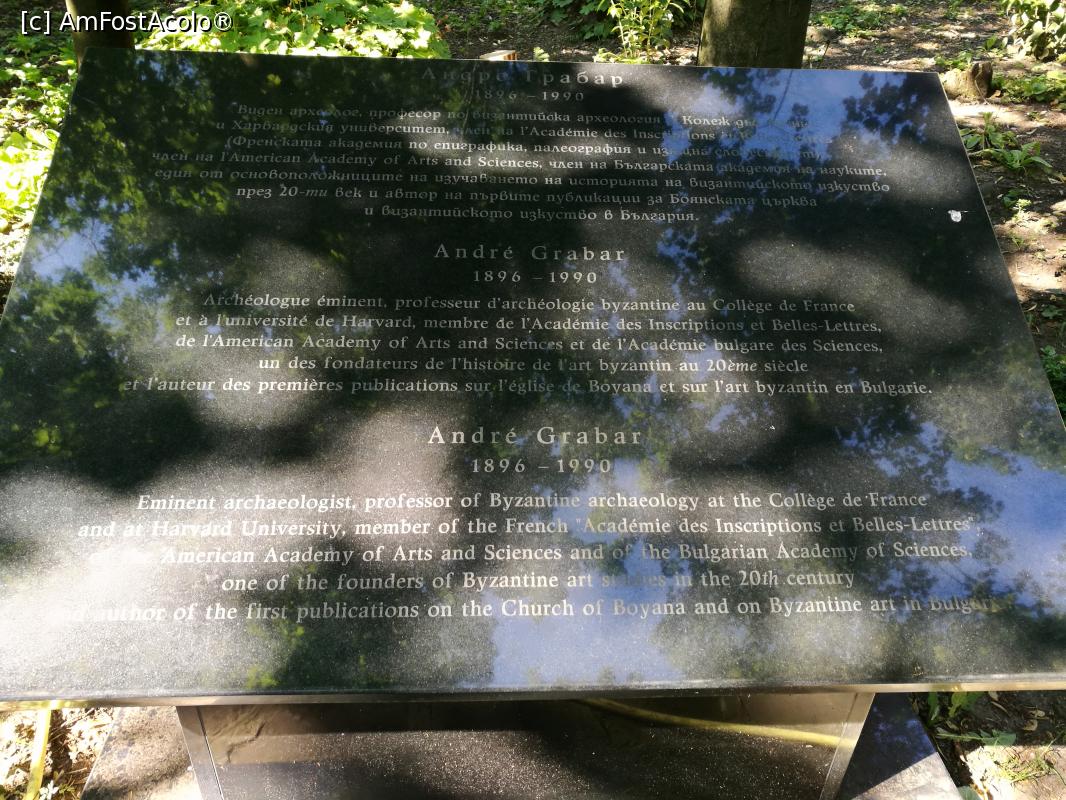 [c] AmFostAcolo®
Андре Грабар
1896 – 1990
Виден археолог, професор по византийска археология в Колеж дьо
и Харвардския университет, член на l'Académie des Inscriptions
(Френската академия по епиграфика, палеография и изящна
член на l'American Academy of Arts and Sciences, член на Българската академия на науките,
един от основоположниците на изучаването на историята на византийското изкуство
през 20-ти век и автор на първите публикации за Боянската църква
и византийското изкуство в България.
André Grabar
1896 – 1990
Archéologue éminent, professeur d'archéologie byzantine au Collège de France
et à l'université de Harvard, membre de l'Académie des Inscriptions et Belles-Lettres,
de l'American Academy of Arts and Sciences et de l'Académie bulgare des Sciences,
un des fondateurs de l'histoire de l'art byzantin au 20ème siècle
et l'auteur des premières publications sur l'église de Boyana et sur l'art byzantin en Bulgarie.
André Grabar
1896 – 1990
Eminent archaeologist, professor of Byzantine archaeology at the Collège de France
and at Harvard University, member of the French "Académie des Inscriptions et Belles-Lettres",
of the American Academy of Arts and Sciences and of the Bulgarian Academy of Sciences,
one of the founders of Byzantine art studies in the 20th century
and author of the first publications on the Church of Boyana and on Byzantine art in Bulgaria.